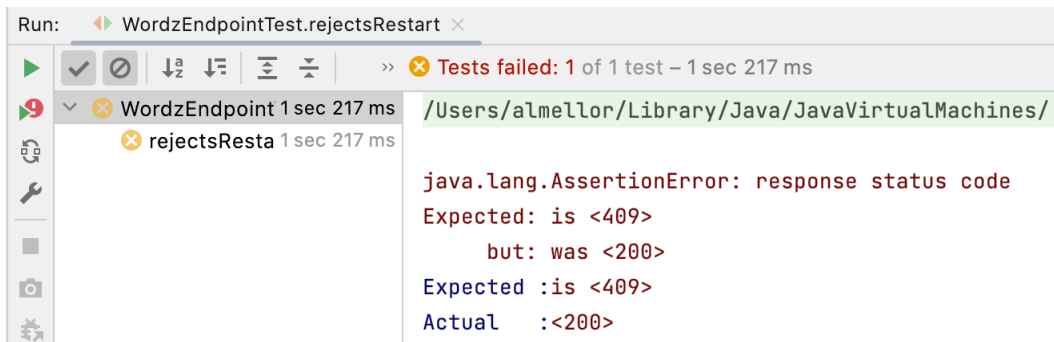 Run: WordzEndpointTest.rejectsRestart ×
» Tests failed: 1 of 1 test – 1 sec 217 ms
WordzEndpoint 1 sec 217 ms
/Users/almellor/Library/Java/JavaVirtualMachines/
rejectsResta 1 sec 217 ms
java.lang.AssertionError: response status code
Expected: is <409>
but: was <200>
Expected :is <409>
Actual   :<200>